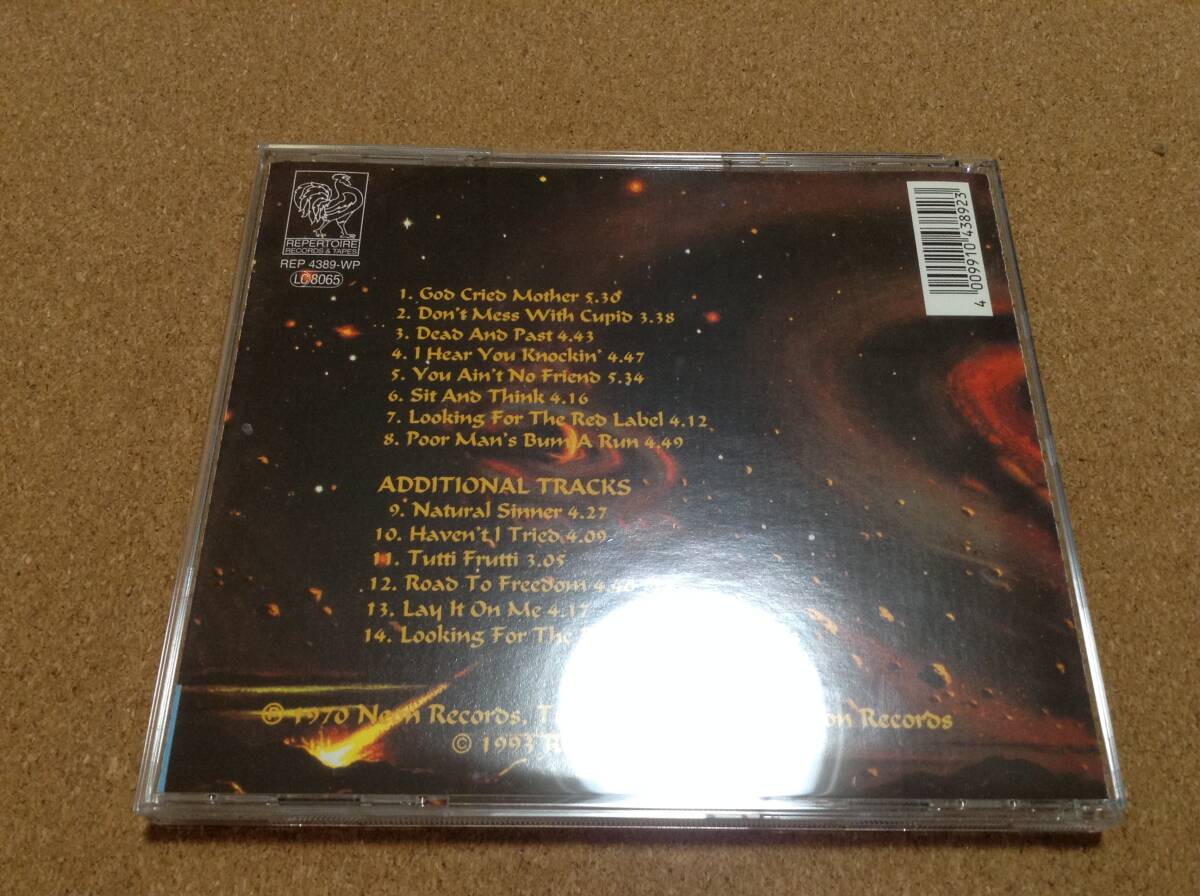 REPERTOIRE
RECORDS & TAPES
REP 4389-WP
LC 8065
4 009910 438923
1. God Cried Mother 5.30
2. Don't Mess With Cupid 3.38
3. Dead And Past 4.43
4. I Hear You Knockin' 4.47
5. You Ain't No Friend 5.34
6. Sit And Think 4.16
7. Looking For The Red Label 4.12
8. Poor Man's Bum A Run 4.49
ADDITIONAL TRACKS
9. Natural Sinner 4.27
10. Haven't I Tried 4.09
11. Tutti Frutti 3.05
12. Road To Freedom
13. Lay It On Me 4.17
14. Looking For The
℗ 1970 Records,
Records
© 1993